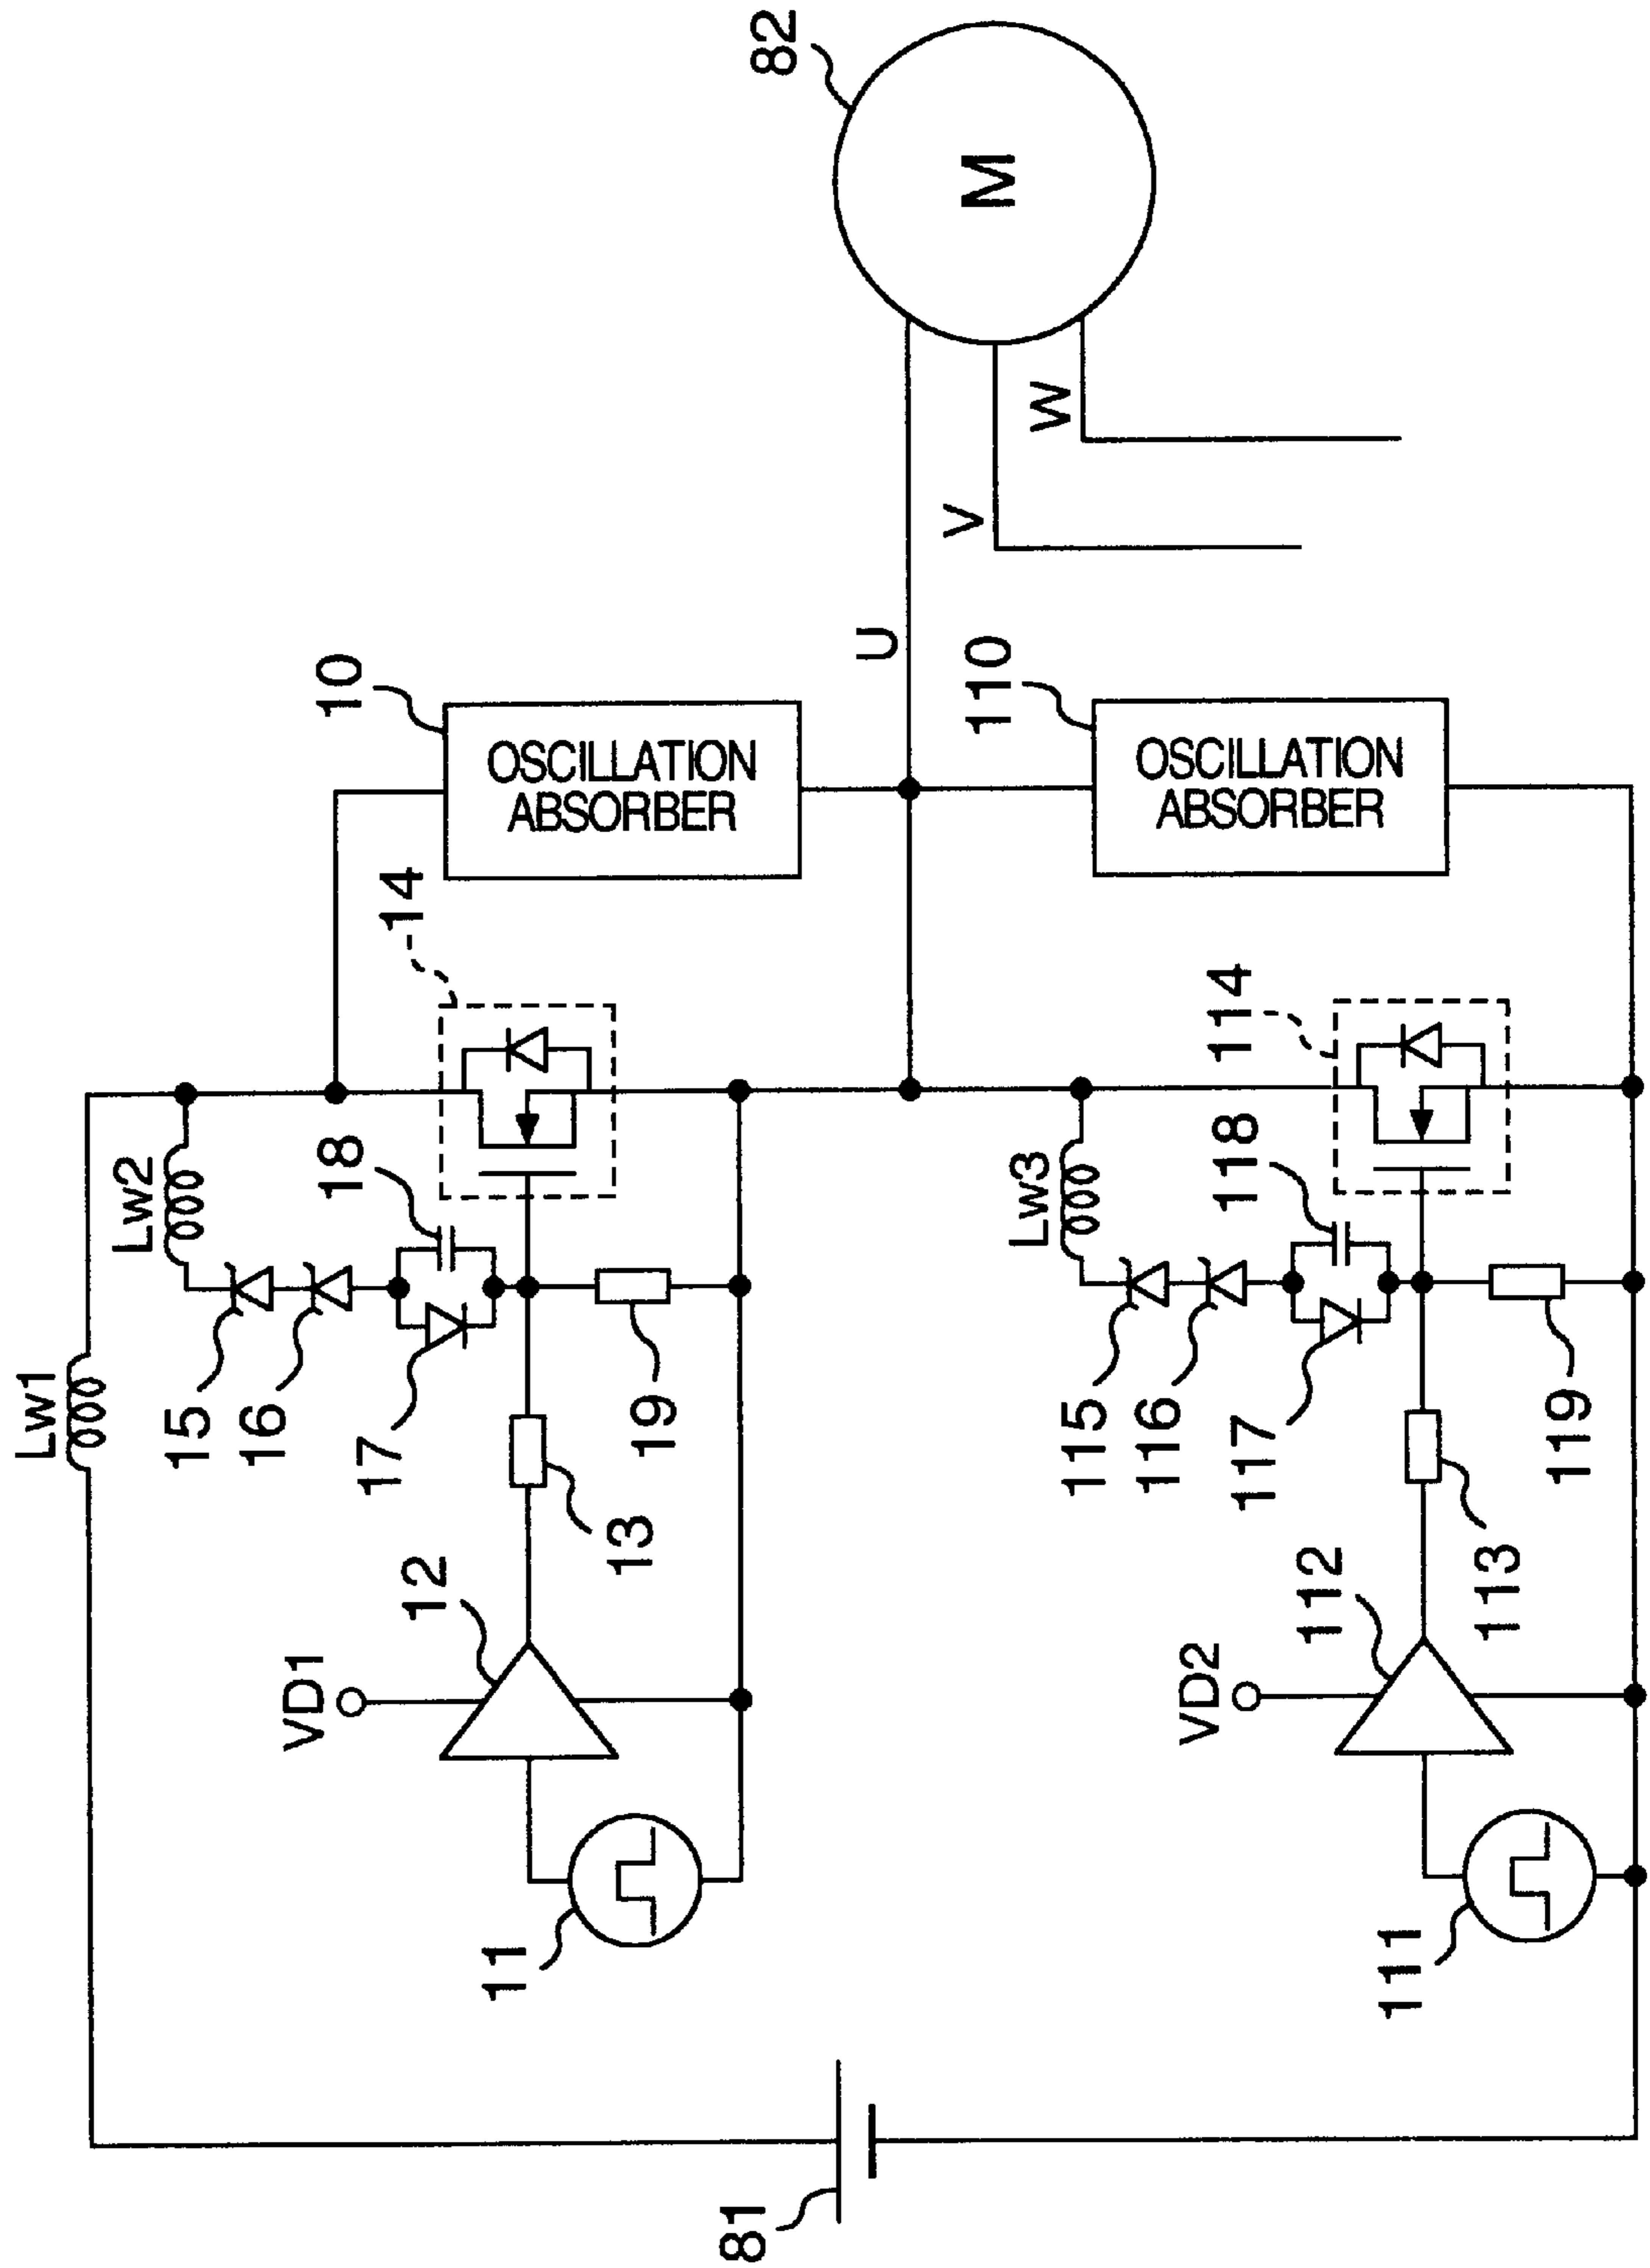 Lw1
Lw2
15
16
17
18
14
10
OSCILLATION
ABSORBER
VD1
12
13
19
11
U
V
W
82
M
81
Lw3
115
116
117
118
114
110
OSCILLATION
ABSORBER
VD2
112
113
119
111